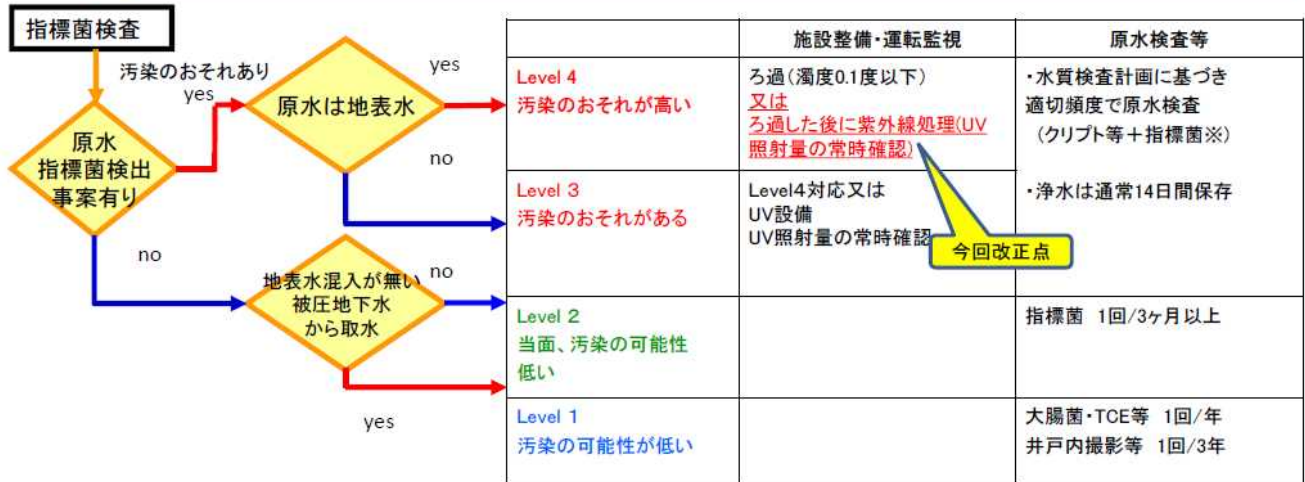 指標菌検査
汚染のおそれあり
yes
原水
指標菌検出
事案有り
no
原水は地表水
yes
no
地表水混入が無い
被圧地下水
から取水
no
yes
施設整備・運転監視
原水検査等
Level 4
汚染のおそれが高い
ろ過(濁度0.1度以下)
又は
ろ過した後に紫外線処理(UV
照射量の常時確認)
・水質検査計画に基づき
適切頻度で原水検査
(クリプト等＋指標菌※)
・浄水は通常14日間保存
Level 3
汚染のおそれがある
Level4対応又は
UV設備
UV照射量の常時確認
今回改正点
Level 2
当面、汚染の可能性
低い
指標菌 1回/3ヶ月以上
Level 1
汚染の可能性が低い
大腸菌・TCE等 1回/年
井戸内撮影等 1回/3年